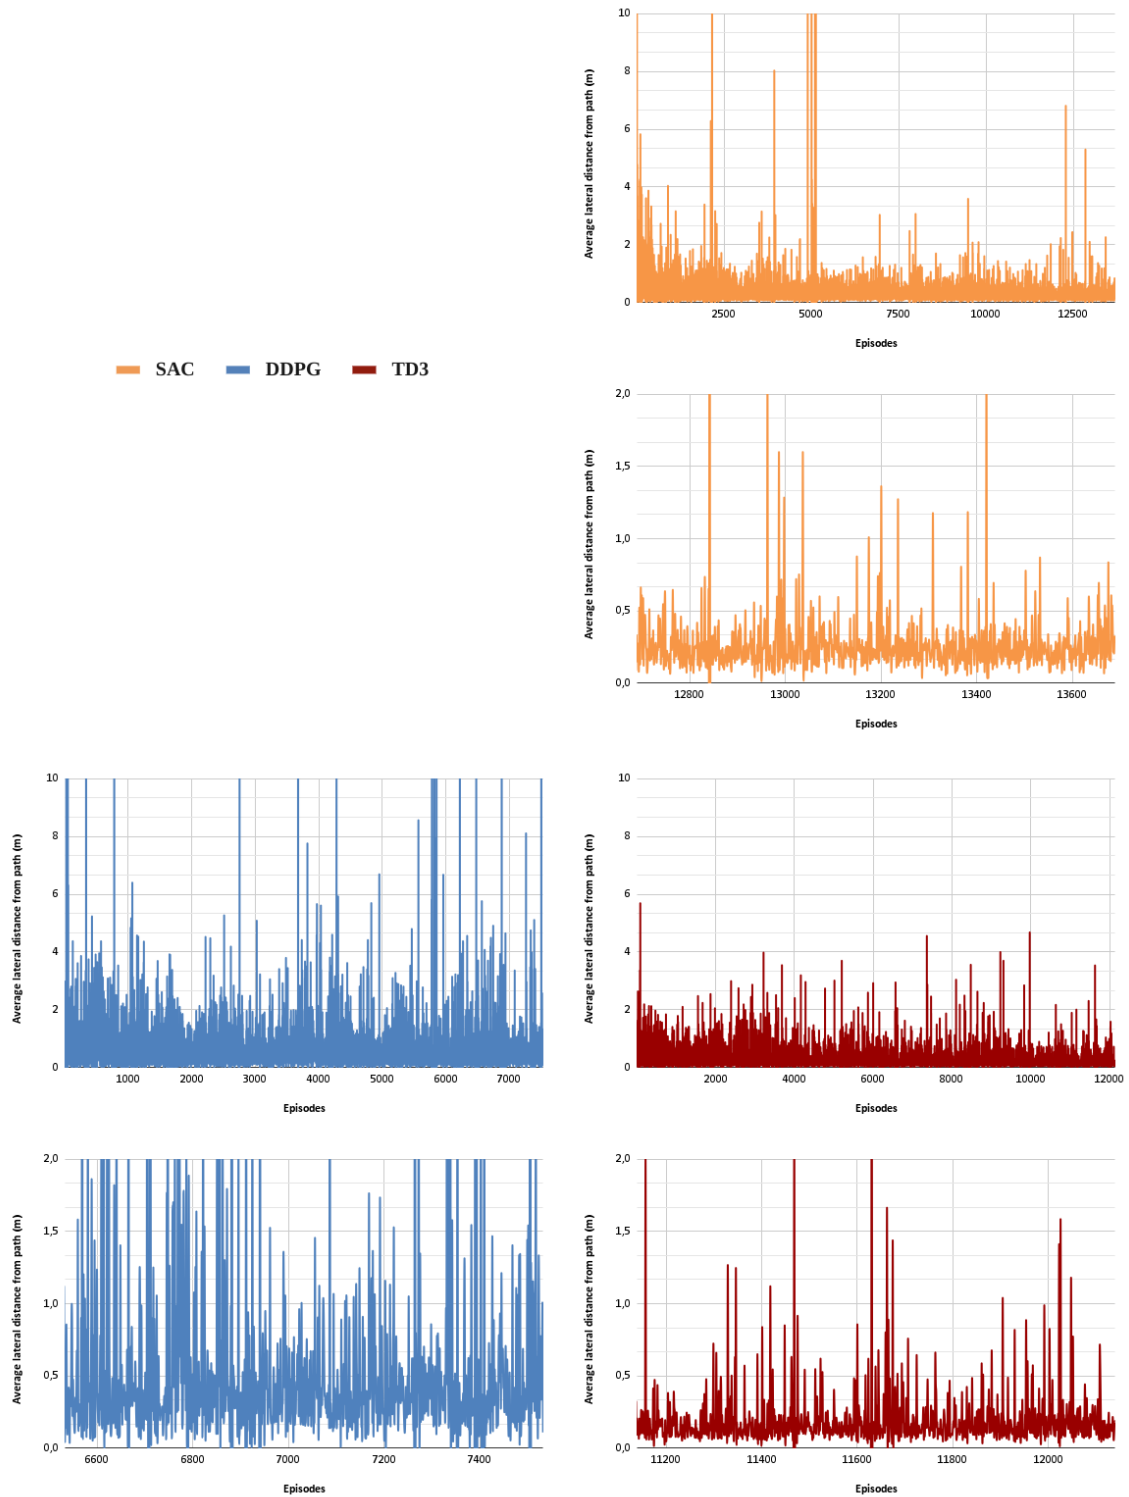 10
8
6
4
2
0
Average lateral distance from path (m)
2500 5000 7500 10000 12500
Episodes
SAC DDPG TD3
2,0
1,5
1,0
0,5
0,0
Average lateral distance from path (m)
12800 13000 13200 13400 13600
Episodes
10
8
6
4
2
0
Average lateral distance from path (m)
1000 2000 3000 4000 5000 6000 7000
Episodes
10
8
6
4
2
0
Average lateral distance from path (m)
2000 4000 6000 8000 10000 12000
Episodes
2,0
1,5
1,0
0,5
0,0
Average lateral distance from path (m)
6600 6800 7000 7200 7400
Episodes
2,0
1,5
1,0
0,5
0,0
Average lateral distance from path (m)
11200 11400 11600 11800 12000
Episodes